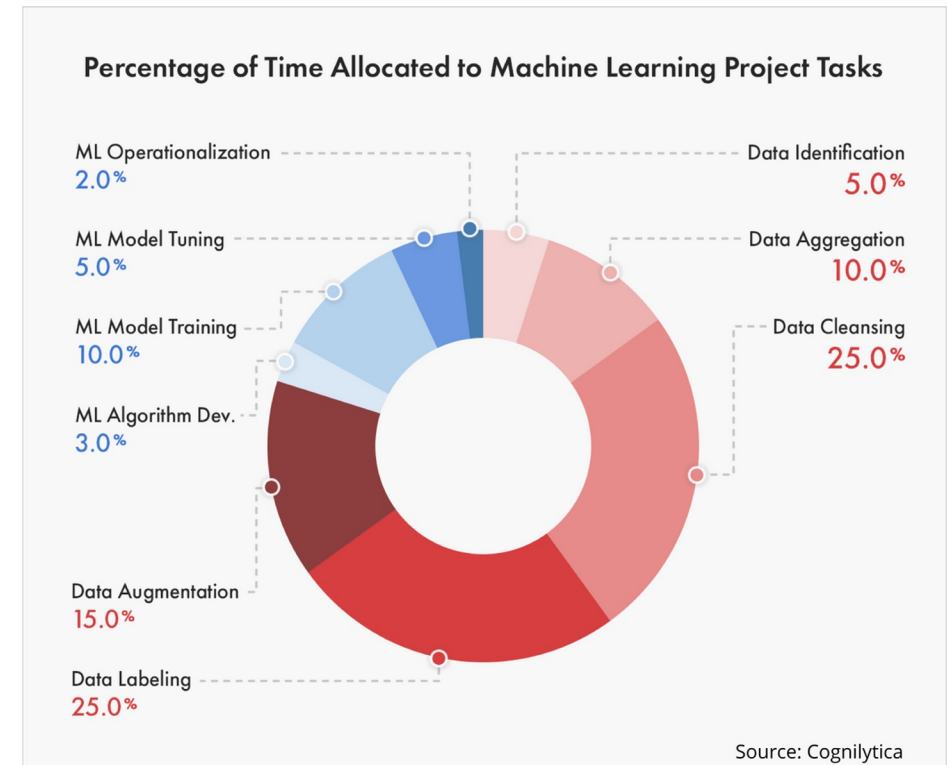 Percentage of Time Allocated to Machine Learning Project Tasks
ML Operationalization
2.0%
ML Model Tuning
5.0%
ML Model Training
10.0%
ML Algorithm Dev.
3.0%
Data Augmentation
15.0%
Data Labeling
25.0%
Data Identification
5.0%
Data Aggregation
10.0%
Data Cleansing
25.0%
Source: Cognilytica